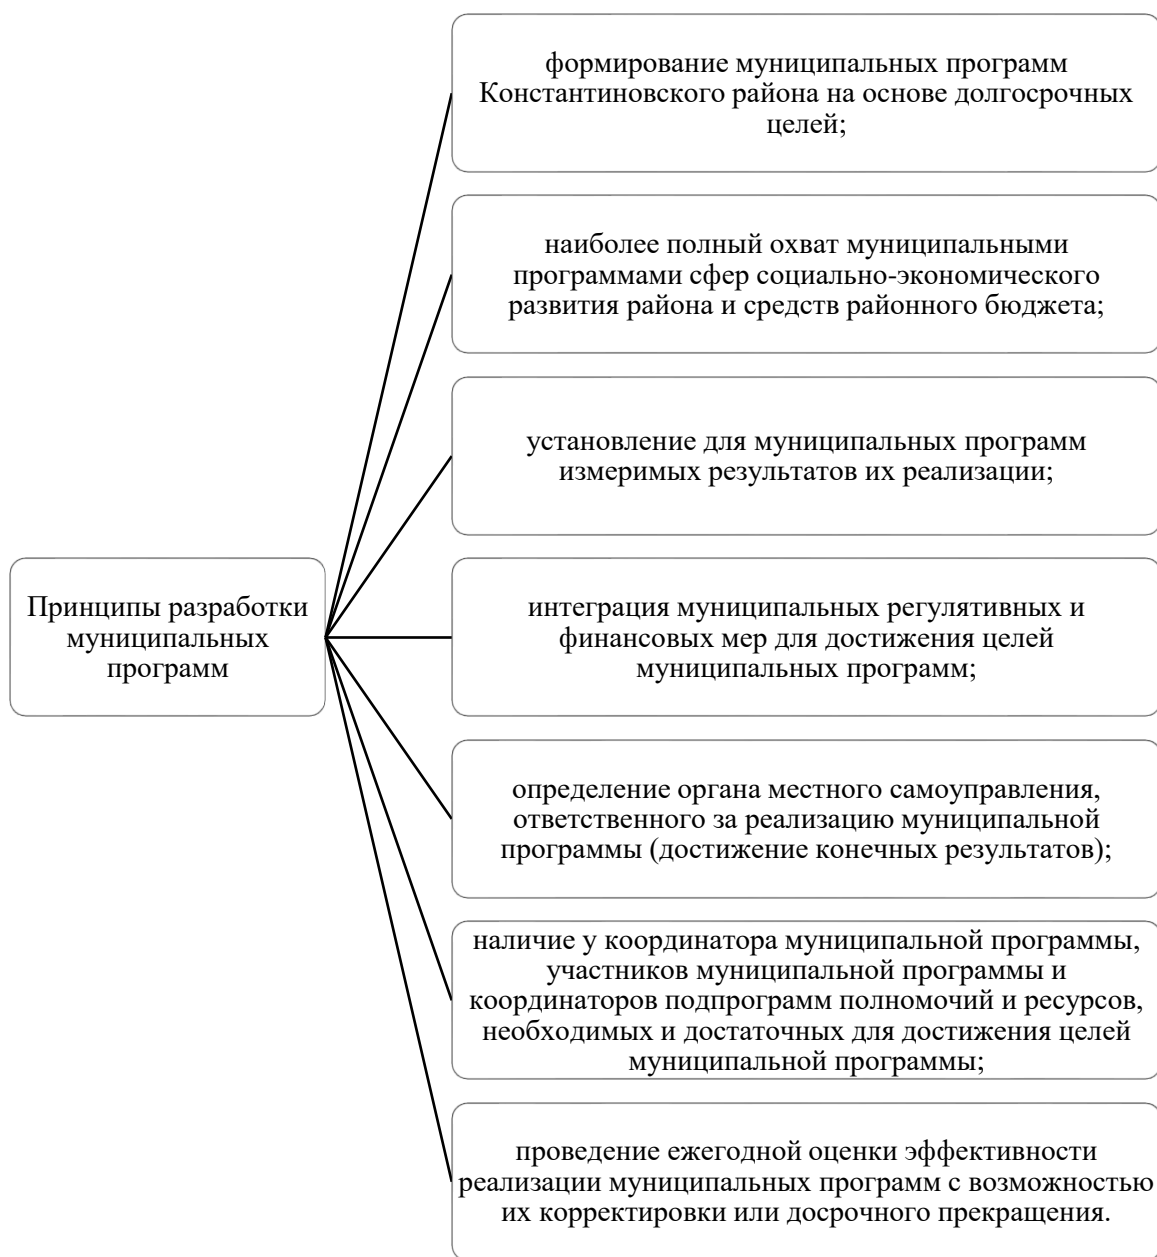 формирование муниципальных программ
Константиновского района на основе долгосрочных
целей;
наиболее полный охват муниципальными
программами сфер социально-экономического
развития района и средств районного бюджета;
установление для муниципальных программ
измеримых результатов их реализации;
Принципы разработки
муниципальных
программ
интеграция муниципальных регулятивных и
финансовых мер для достижения целей
муниципальных программ;
определение органа местного самоуправления,
ответственного за реализацию муниципальной
программы (достижение конечных результатов);
наличие у координатора муниципальной программы,
участников муниципальной программы и
координаторов подпрограмм полномочий и ресурсов,
необходимых и достаточных для достижения целей
муниципальной программы;
проведение ежегодной оценки эффективности
реализации муниципальных программ с возможностью
их корректировки или досрочного прекращения.